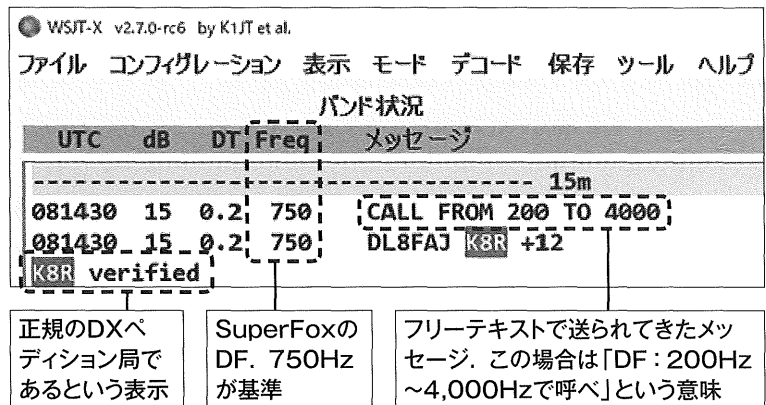 WSJT-X v2.7.0-rc6 by K1JT et al.
ファイル コンフィグレーション 表示 モード デコード 保存 ツール ヘルプ
バンド状況
UTC dB DT Freq メッセージ
15m
081430 15 0.2 750 CALL FROM 200 TO 4000
081430 15 0.2 750 DL8FAJ K8R +12
K8R verified
正規のDXペ
ディション局で
あるという表示
SuperFoxの
DF. 750Hz
が基準
フリーテキストで送られてきたメッ
セージ. この場合は「DF:200Hz
~4,000Hzで呼べ」という意味